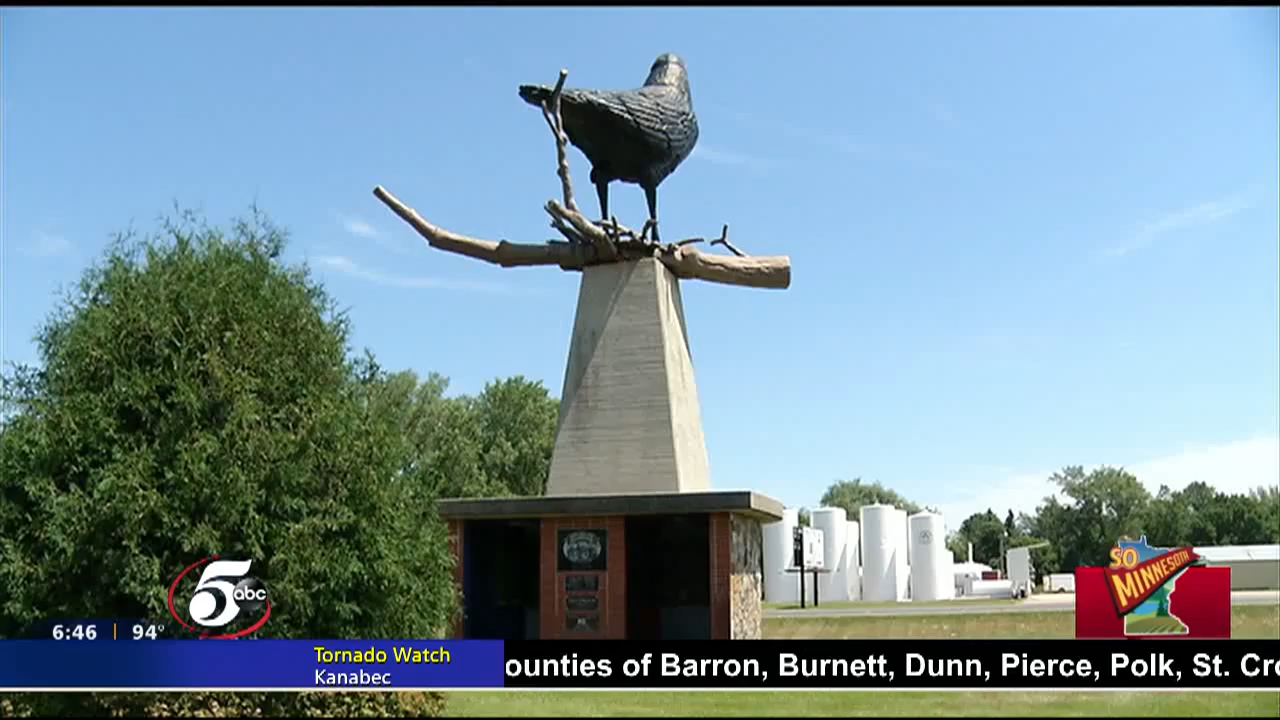 SO
MINNESOTA
5
abc
6:46 94°
Tornado Watch
Kanabec
ounties of Barron, Burnett, Dunn, Pierce, Polk, St. Cro